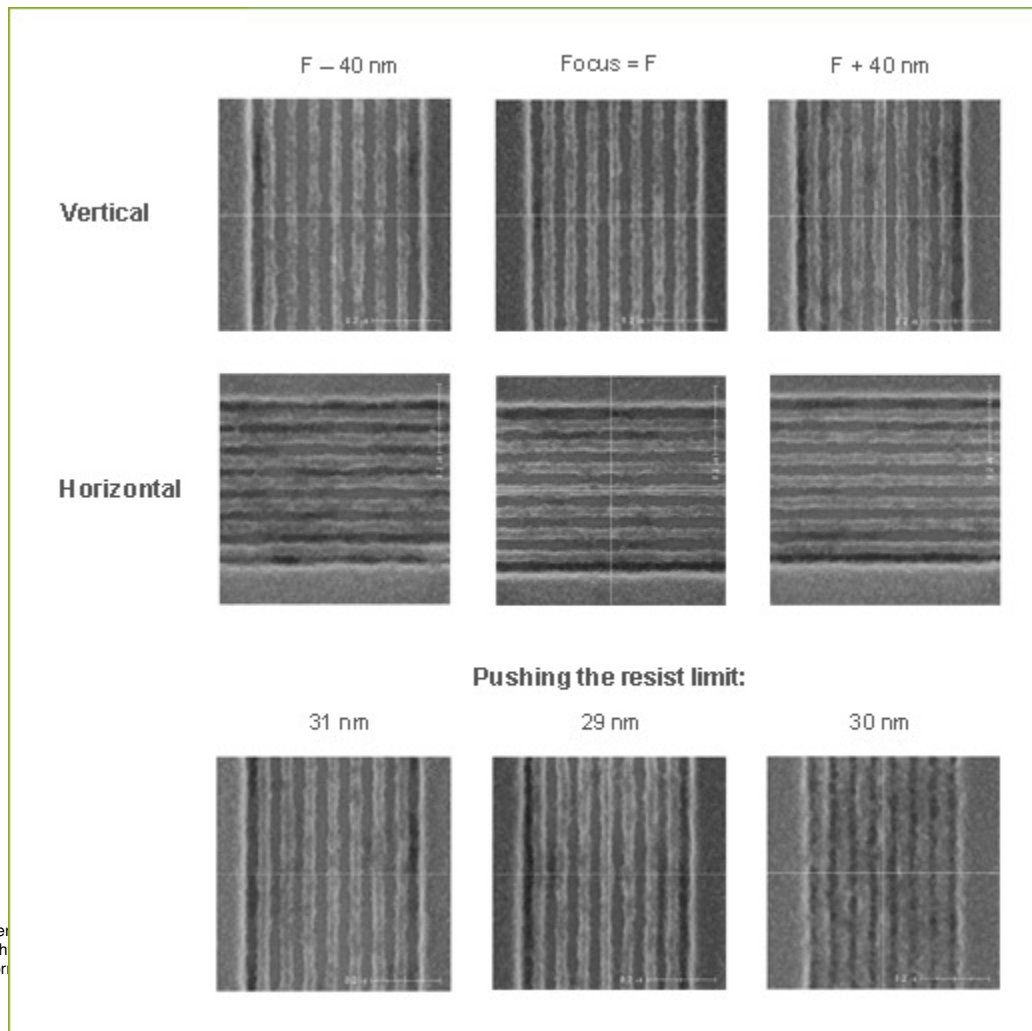 F – 40 nm
Focus = F
F + 40 nm
Vertical
Horizontal
Pushing the resist limit:
31 nm
29 nm
30 nm